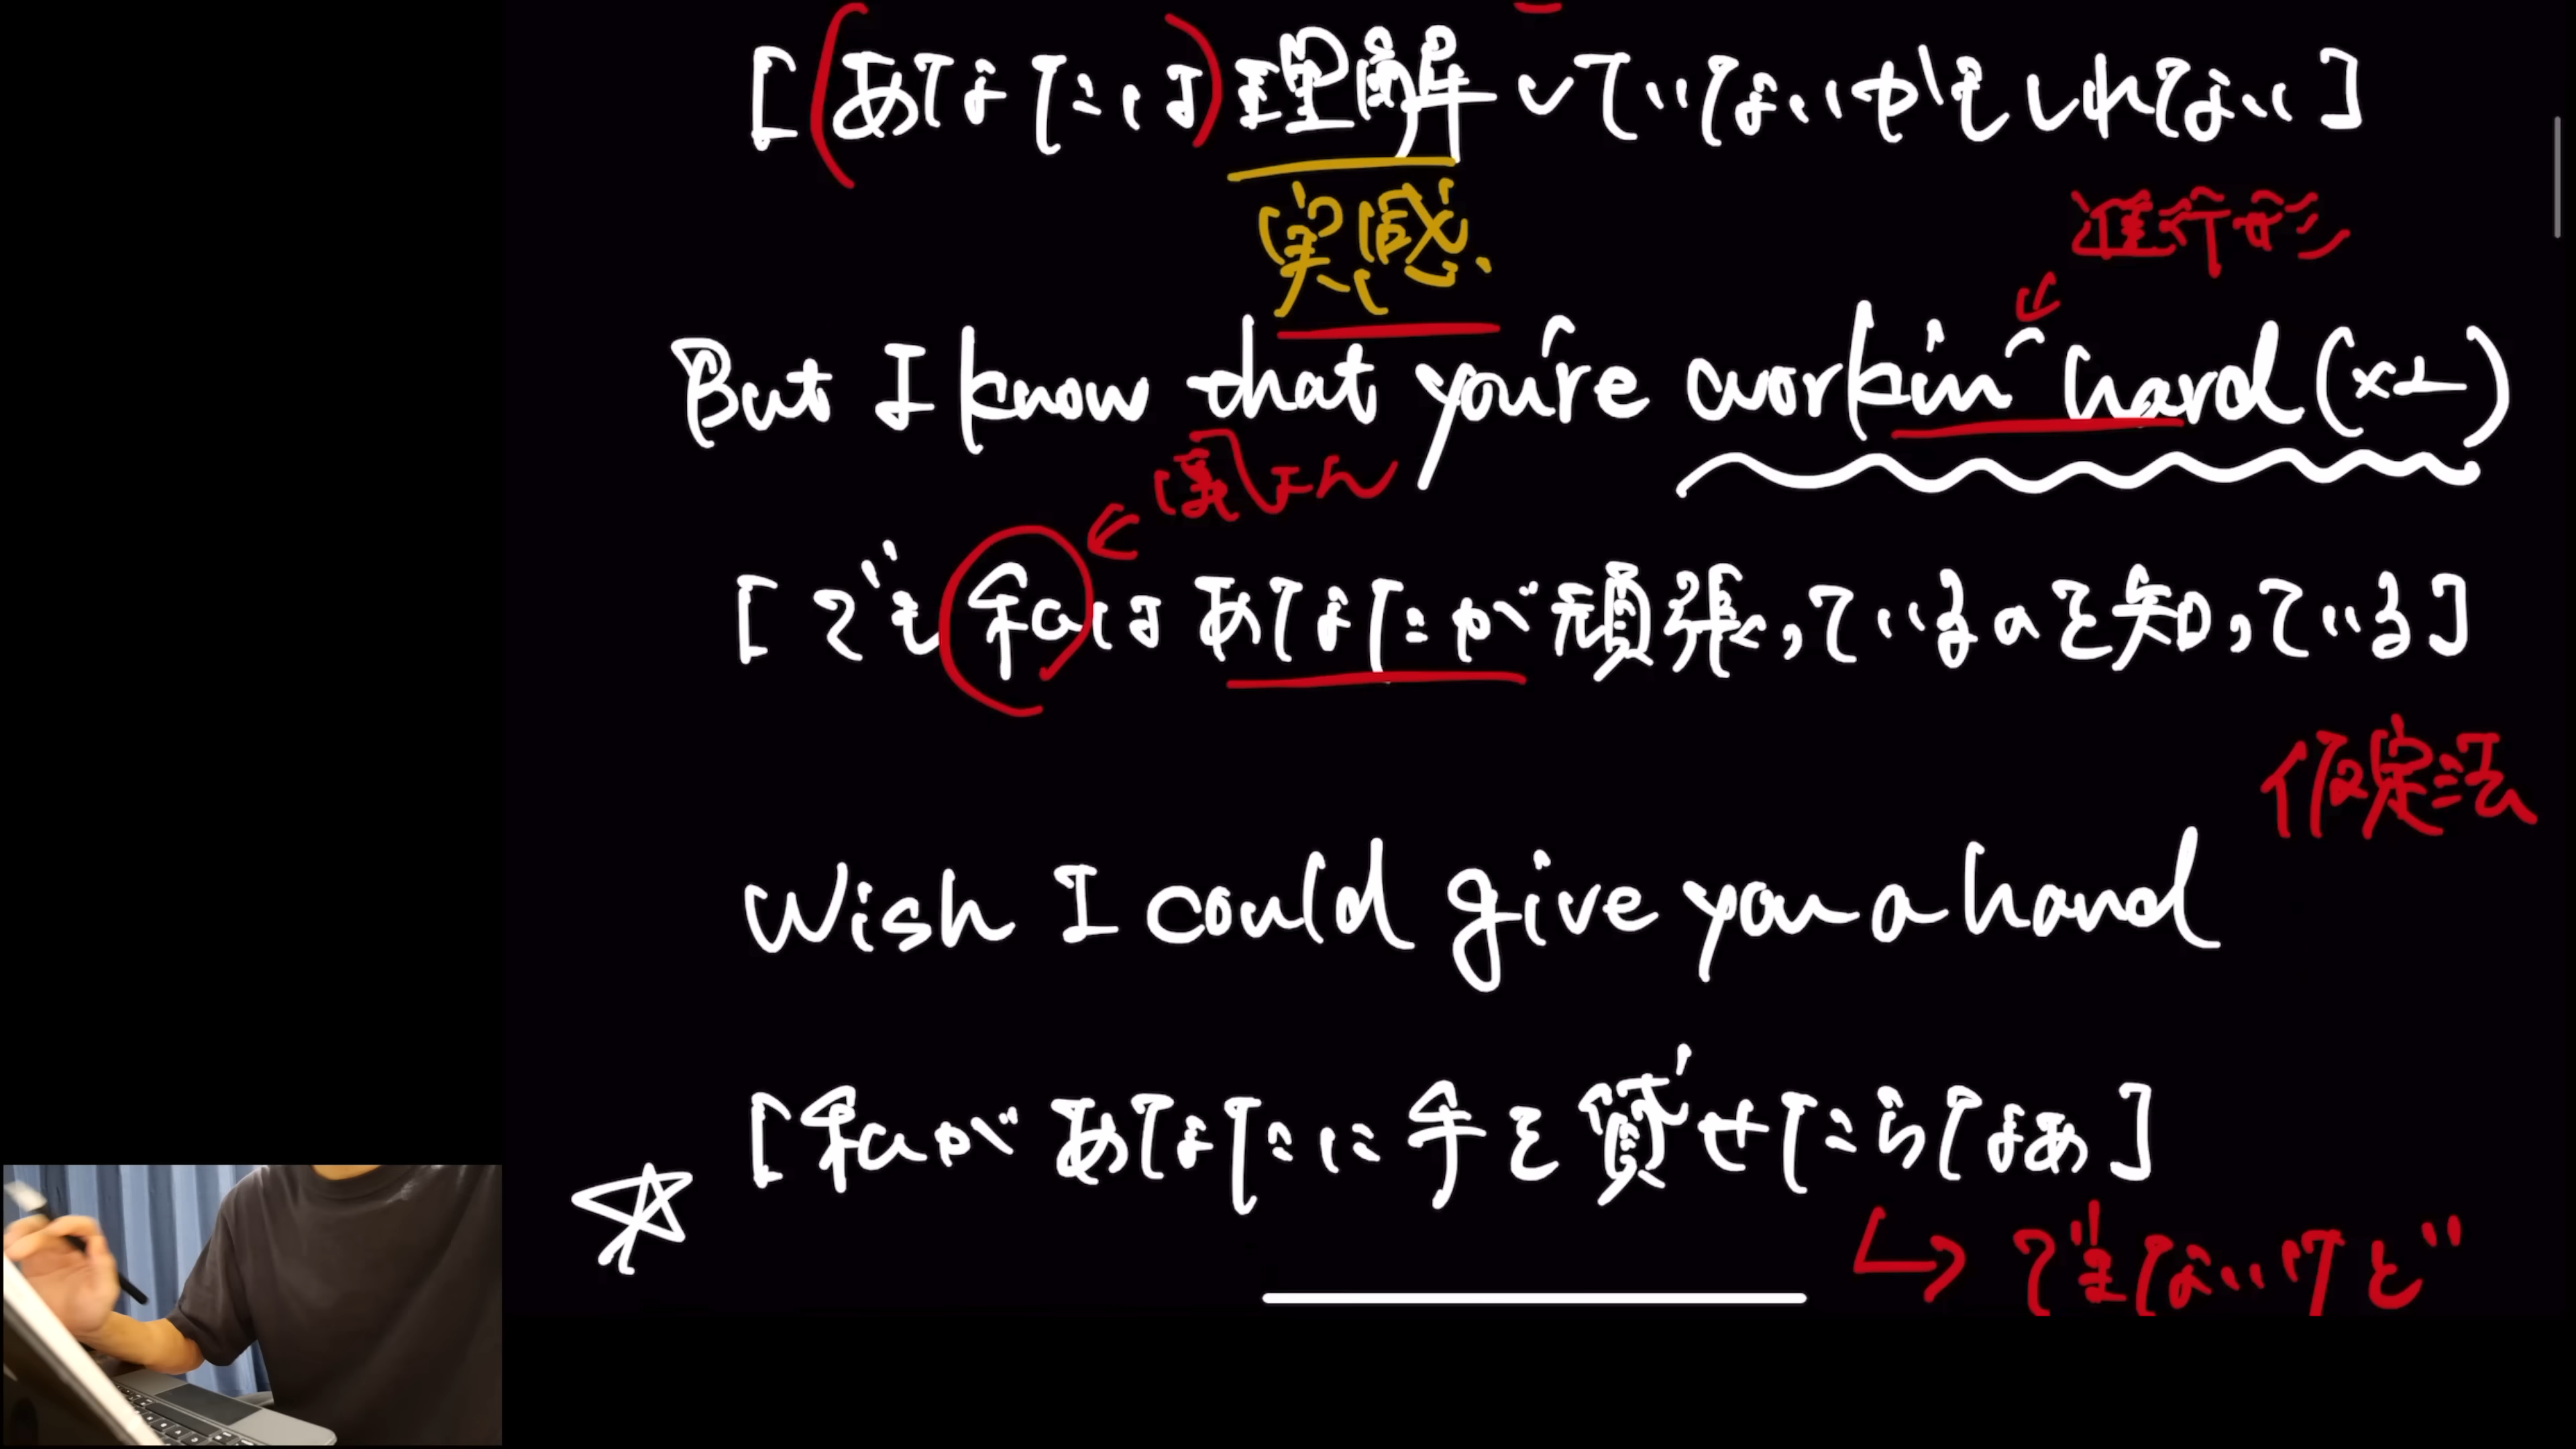 [(あなたは)理解していないかもしれない]
実感、
進行形
But I know that you're workin' hard (×2)
[でも私はあなたが頑張っているのを知っている]
仮定法
Wish I could give you a hand
[私があなたに手を貸せたらなぁ]
↳ できないけど